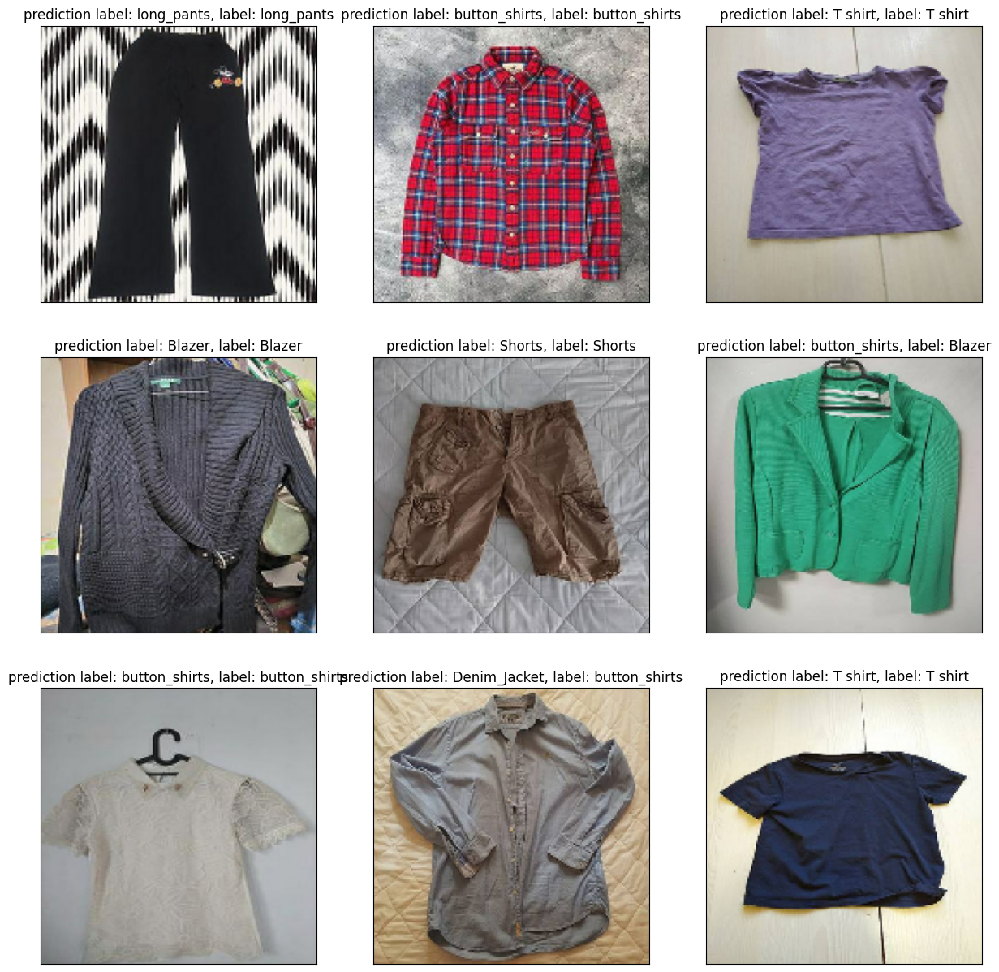 prediction label: long_pants, label: long_pants
prediction label: button_shirts, label: button_shirts
prediction label: T shirt, label: T shirt
prediction label: Blazer, label: Blazer
prediction label: Shorts, label: Shorts
prediction label: button_shirts, label: Blazer
prediction label: button_shirts, label: button_shirts
prediction label: Denim_Jacket, label: button_shirts
prediction label: T shirt, label: T shirt